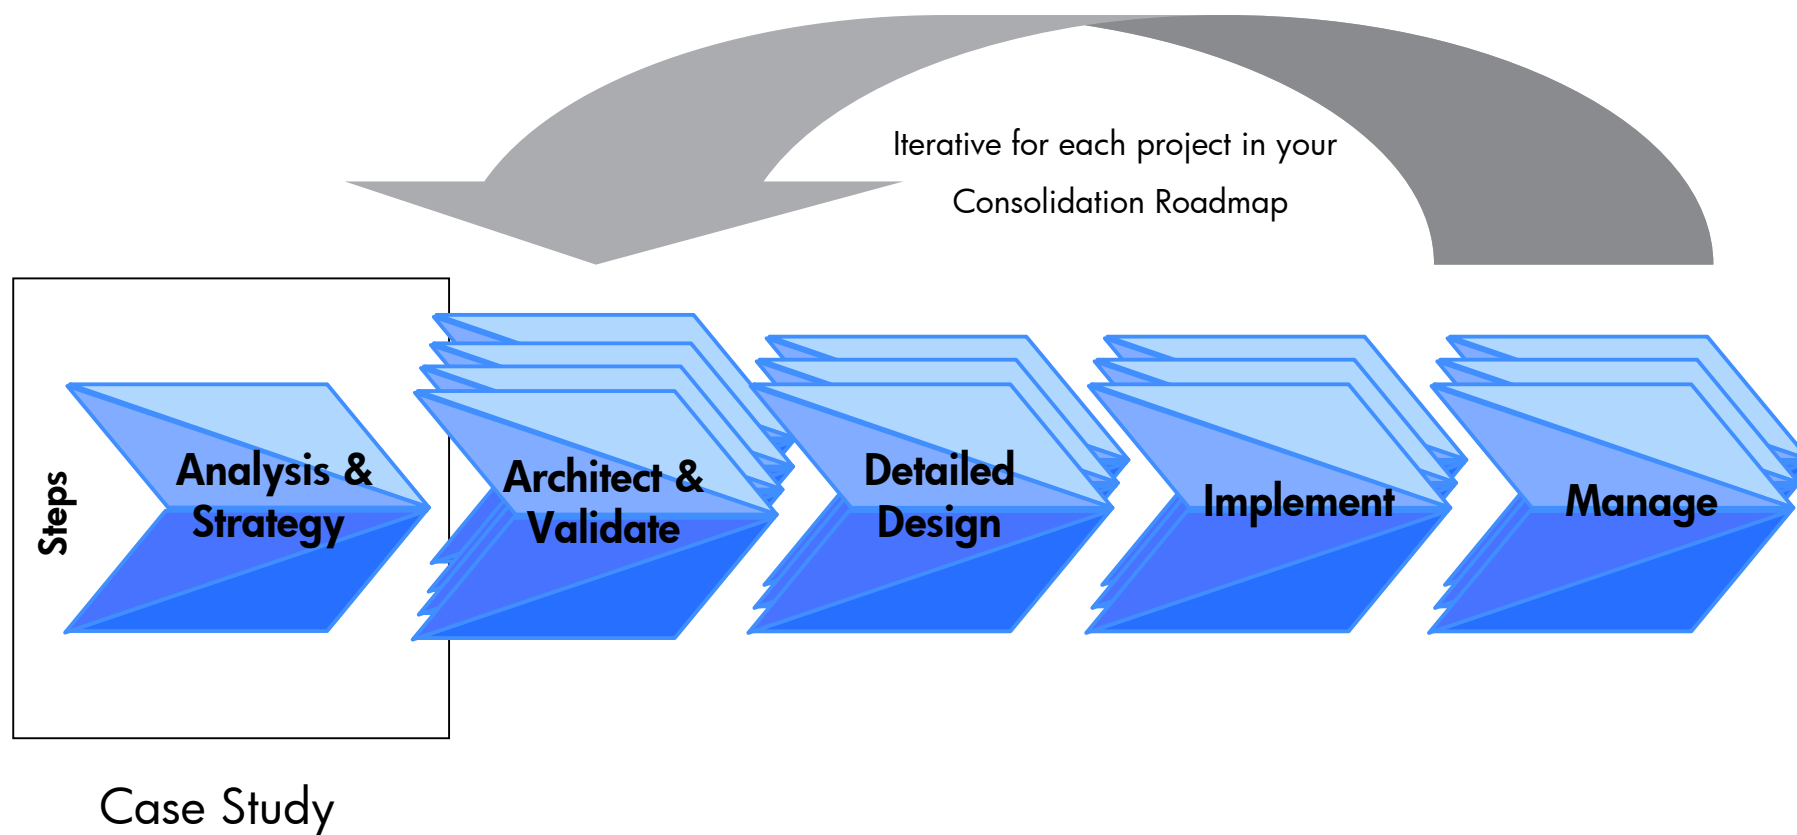 Iterative for each project in your
Consolidation Roadmap
Steps
Analysis &
Strategy
Architect &
Validate
Detailed
Design
Implement
Manage
Case Study